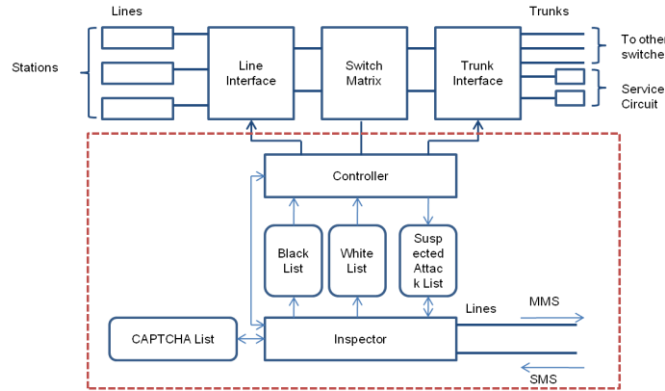 Lines
Trunks
Stations
Line
Interface
Switch
Matrix
Trunk
Interface
To other
switche
Service
Circuit
Controller
Black
List
White
List
Susp
ected
Attac
k List
Lines
MMS
CAPTCHA List
Inspector
SMS